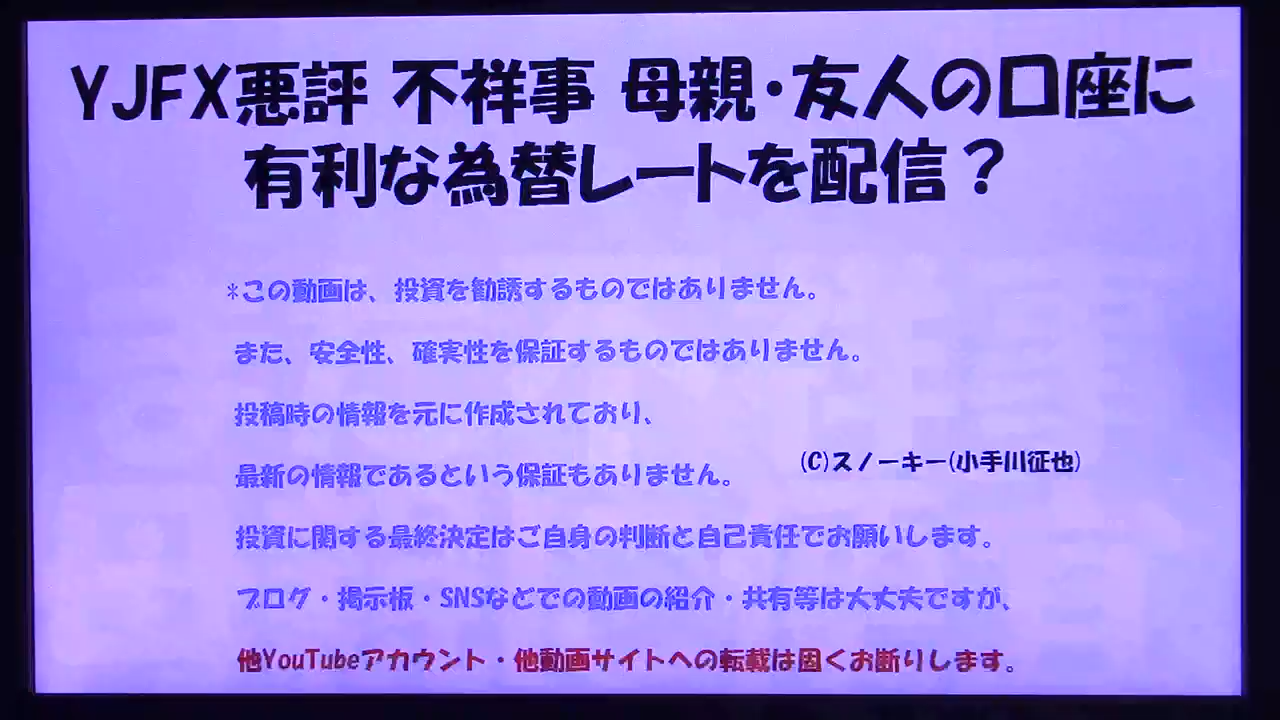 YJFX悪評 不祥事 母親・友人の口座に
有利な為替レートを配信？
*この動画は、投資を勧誘するものではありません。
また、安全性、確実性を保証するものではありません。
投稿時の情報を元に作成されており、
最新の情報であるという保証もありません。
(C)スノーキー(小手川征也)
投資に関する最終決定はご自身の判断と自己責任でお願いします。
ブログ・掲示板・SNSなどでの動画の紹介・共有等は大丈夫ですが、
他YouTubeアカウント・他動画サイトへの転載は固くお断りします。